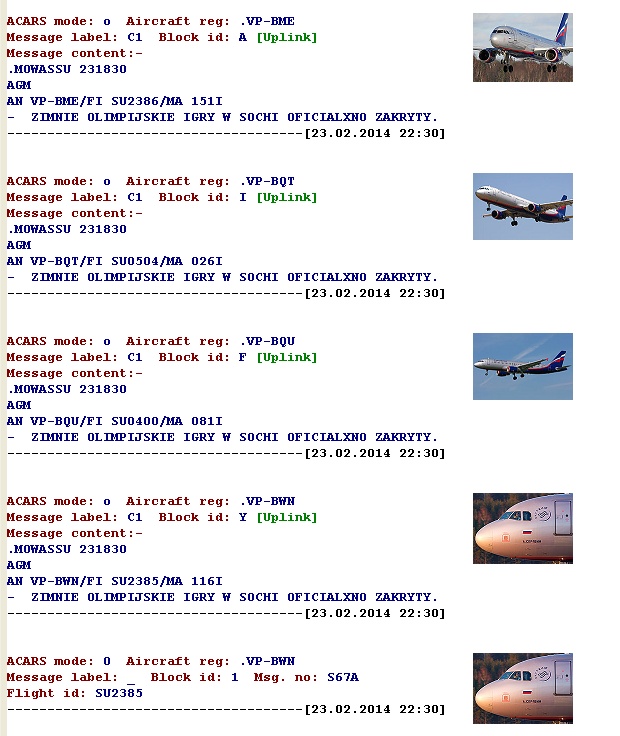 ACARS mode: o  Aircraft reg: .VP-BME
Message label: C1  Block id: A [Uplink]
Message content:-
.MOWASSU 231830
AGM
AN VP-BME/FI SU2386/MA 151I
-  ZIMNIE OLIMPIJSKIE IGRY W SOCHI OFICIALXNO ZAKRYTY.
-------------------------------------[23.02.2014 22:30]
ACARS mode: o  Aircraft reg: .VP-BQT
Message label: C1  Block id: I [Uplink]
Message content:-
.MOWASSU 231830
AGM
AN VP-BQT/FI SU0504/MA 026I
-  ZIMNIE OLIMPIJSKIE IGRY W SOCHI OFICIALXNO ZAKRYTY.
-------------------------------------[23.02.2014 22:30]
ACARS mode: o  Aircraft reg: .VP-BQU
Message label: C1  Block id: F [Uplink]
Message content:-
.MOWASSU 231830
AGM
AN VP-BQU/FI SU0400/MA 081I
-  ZIMNIE OLIMPIJSKIE IGRY W SOCHI OFICIALXNO ZAKRYTY.
-------------------------------------[23.02.2014 22:30]
ACARS mode: o  Aircraft reg: .VP-BWN
Message label: C1  Block id: Y [Uplink]
Message content:-
.MOWASSU 231830
AGM
AN VP-BWN/FI SU2385/MA 116I
-  ZIMNIE OLIMPIJSKIE IGRY W SOCHI OFICIALXNO ZAKRYTY.
-------------------------------------[23.02.2014 22:30]
ACARS mode: O  Aircraft reg: .VP-BWN
Message label: _  Block id: 1  Msg. no: S67A
Flight id: SU2385
-------------------------------------[23.02.2014 22:30]